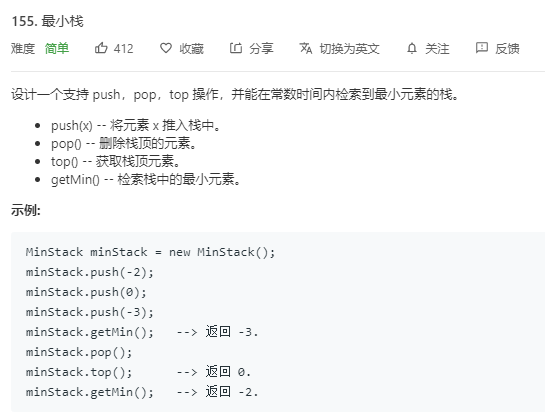 155. 最小栈
难度 简单 412 收藏 分享 切换为英文 关注 反馈
设计一个支持 push，pop，top 操作，并能在常数时间内检索到最小元素的栈。
• push(x) -- 将元素 x 推入栈中。
• pop() -- 删除栈顶的元素。
• top() -- 获取栈顶元素。
• getMin() -- 检索栈中的最小元素。
示例:
MinStack minStack = new MinStack();
minStack.push(-2);
minStack.push(0);
minStack.push(-3);
minStack.getMin();   --> 返回 -3.
minStack.pop();
minStack.top();      --> 返回 0.
minStack.getMin();   --> 返回 -2.